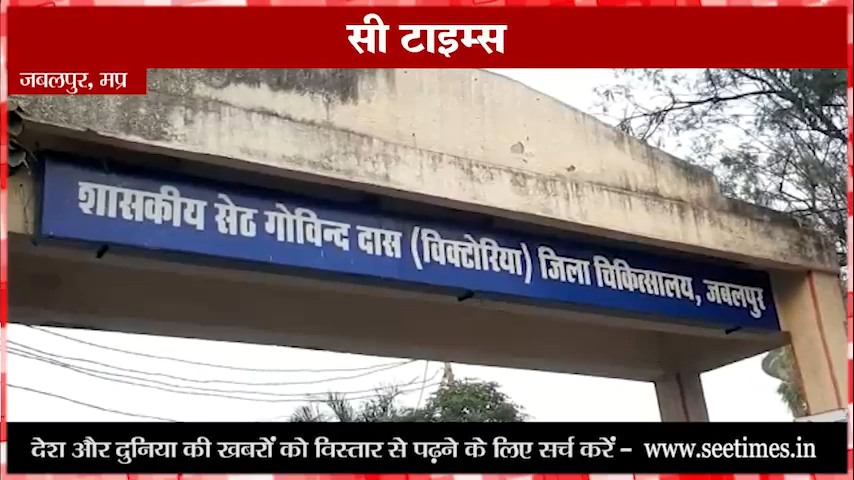 सी टाइम्स
जबलपुर, मप्र
शासकीय सेठ गोविन्द दास (विक्टोरिया) जिला चिकित्सालय, जबलपुर
देश और दुनिया की खबरों को विस्तार से पढ़ने के लिए सर्च करें - www.seetimes.in